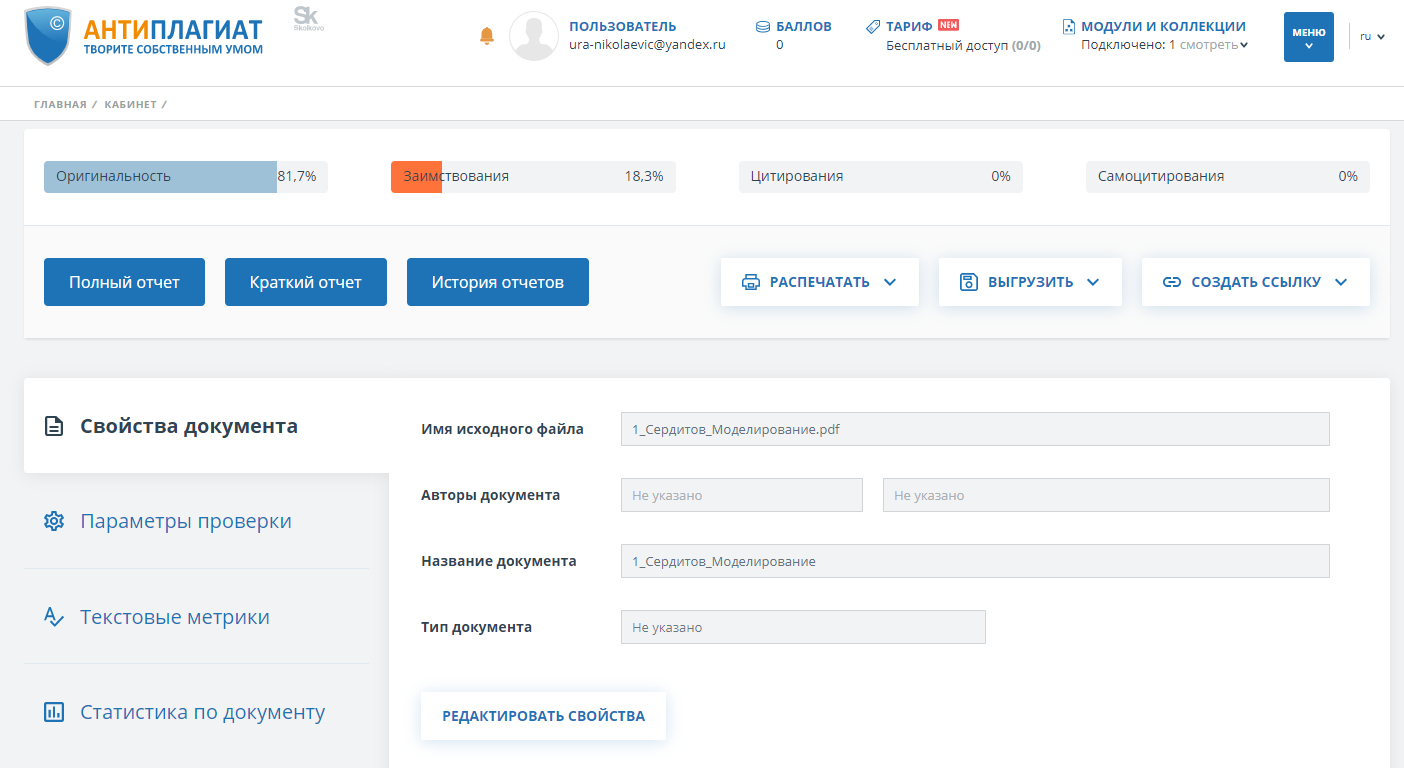 АНТИПЛАГИАТ
ТВОРИТЕ СОБСТВЕННЫМ УМОМ
Sk
Skolkovo
ПОЛЬЗОВАТЕЛЬ
ura-nikolaevic@yandex.ru
БАЛЛОВ
0
ТАРИФ NEW
Бесплатный доступ (0/0)
МОДУЛИ И КОЛЛЕКЦИИ
Подключено: 1 смотреть
МЕНЮ
ru
ГЛАВНАЯ / КАБИНЕТ /
Оригинальность 81,7%
Заимствования 18,3%
Цитирования 0%
Самоцитирования 0%
Полный отчет
Краткий отчет
История отчетов
РАСПЕЧАТАТЬ
ВЫГРУЗИТЬ
СОЗДАТЬ ССЫЛКУ
Свойства документа
Параметры проверки
Текстовые метрики
Статистика по документу
Имя исходного файла 1_Сердитов_Моделирование.pdf
Авторы документа Не указано Не указано
Название документа 1_Сердитов_Моделирование
Тип документа Не указано
РЕДАКТИРОВАТЬ СВОЙСТВА